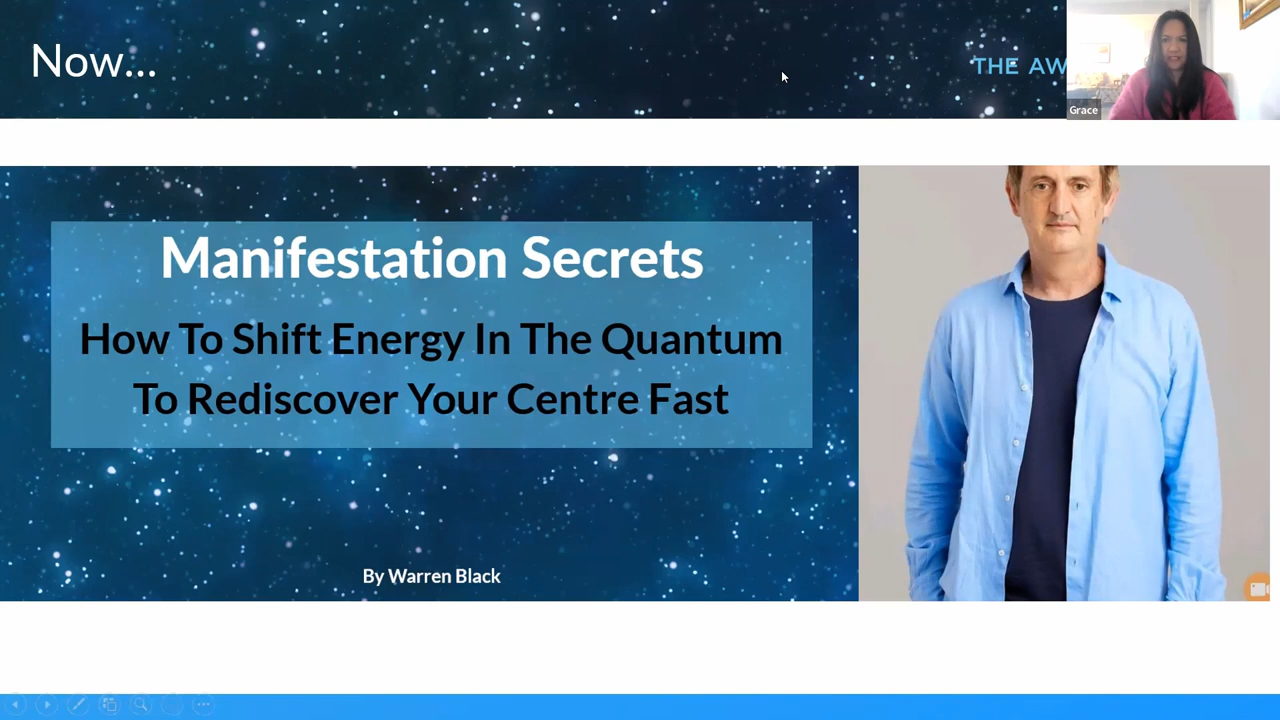 Now...
THE AW
Grace
Manifestation Secrets
How To Shift Energy In The Quantum
To Rediscover Your Centre Fast
By Warren Black